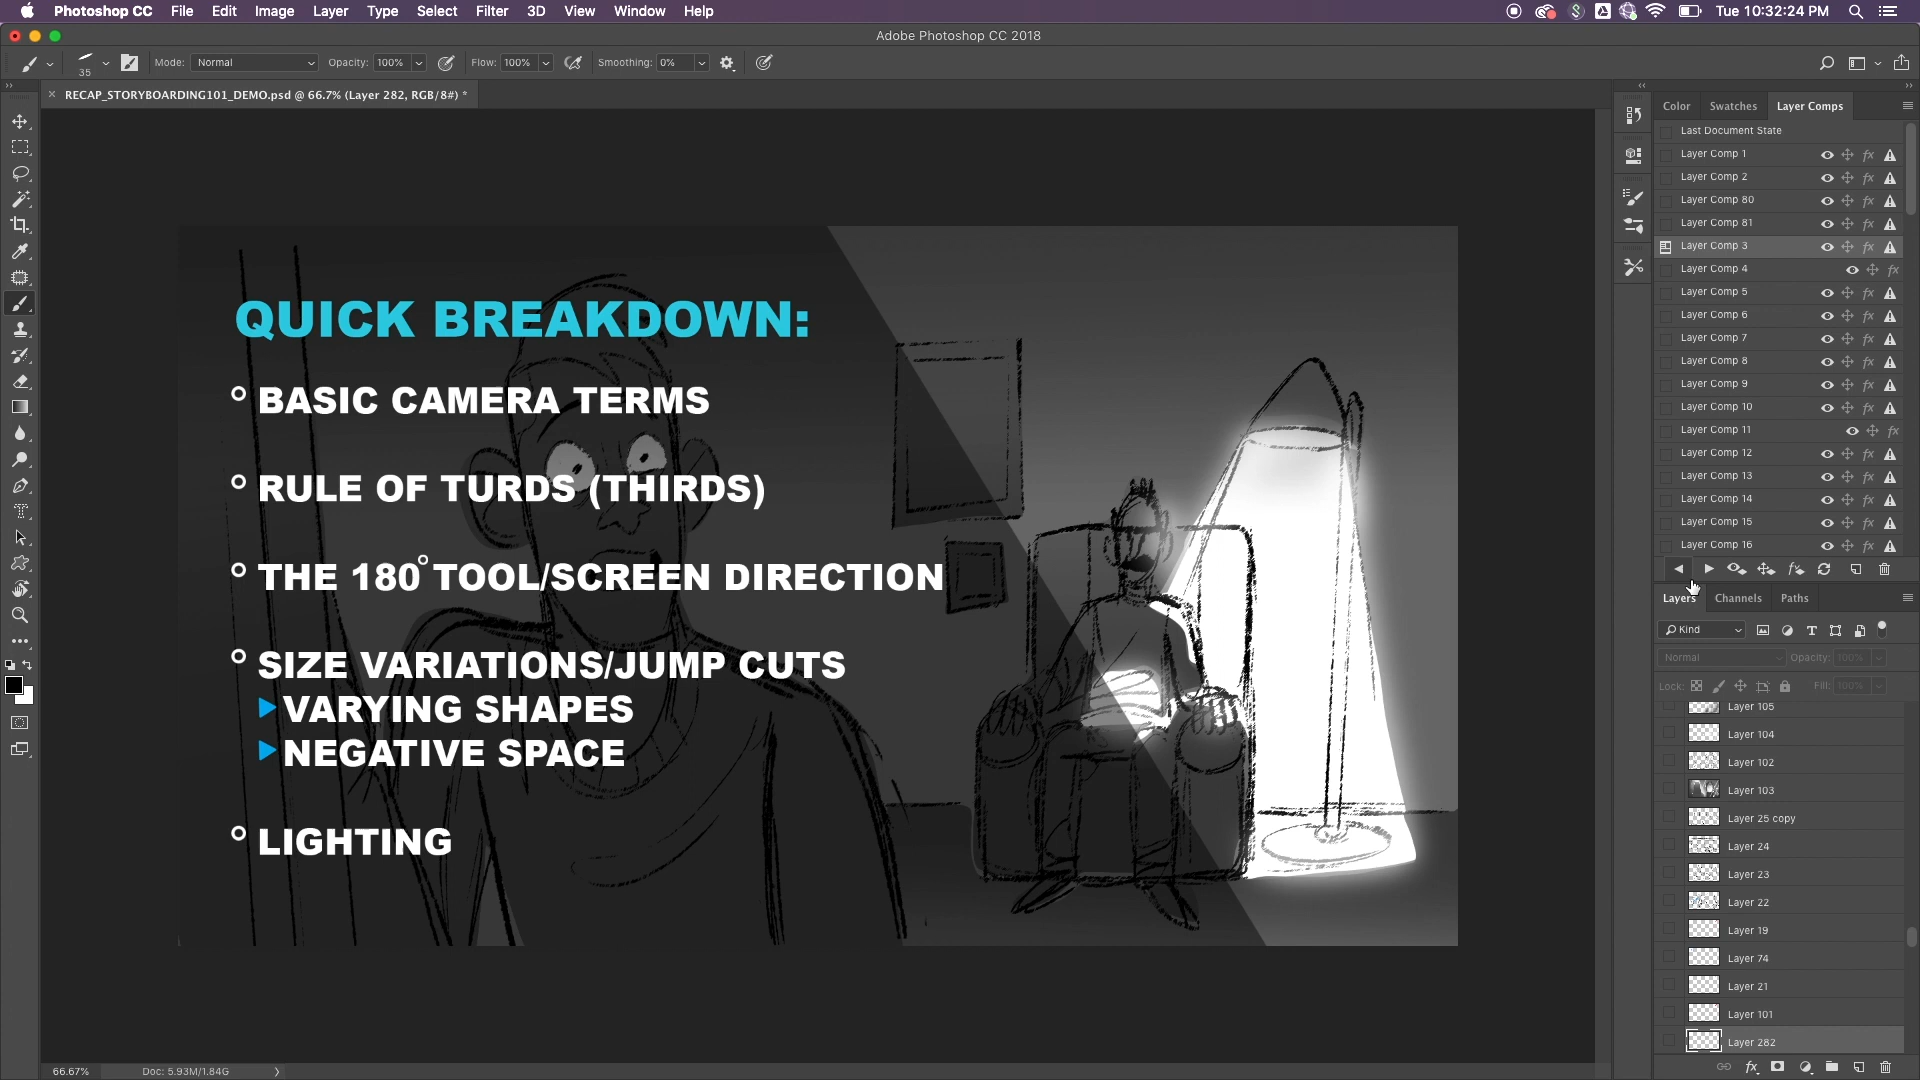 Photoshop CC File Edit Image Layer Type Select Filter 3D View Window Help Tue 10:32:24 PM
Adobe Photoshop CC 2018
35 Mode: Normal Opacity: 100% Flow: 100% Smoothing: 0%
RECAP_STORYBOARDING101_DEMO.psd @ 66.7% (Layer 282, RGB/8#) *
QUICK BREAKDOWN:
° BASIC CAMERA TERMS
° RULE OF TURDS (THIRDS)
° THE 180° TOOL/SCREEN DIRECTION
° SIZE VARIATIONS/JUMP CUTS
VARYING SHAPES
NEGATIVE SPACE
° LIGHTING
Color Swatches Layer Comps
Last Document State
Layer Comp 1
Layer Comp 2
Layer Comp 80
Layer Comp 81
Layer Comp 3
Layer Comp 4
Layer Comp 5
Layer Comp 6
Layer Comp 7
Layer Comp 8
Layer Comp 9
Layer Comp 10
Layer Comp 11
Layer Comp 12
Layer Comp 13
Layer Comp 14
Layer Comp 15
Layer Comp 16
Layers Channels Paths
Kind
Normal Opacity: 100%
Lock: Fill: 100%
Layer 105
Layer 104
Layer 102
Layer 103
Layer 25 copy
Layer 24
Layer 23
Layer 22
Layer 19
Layer 74
Layer 21
Layer 101
Layer 282
66.67% Doc: 5.93M/1.84G